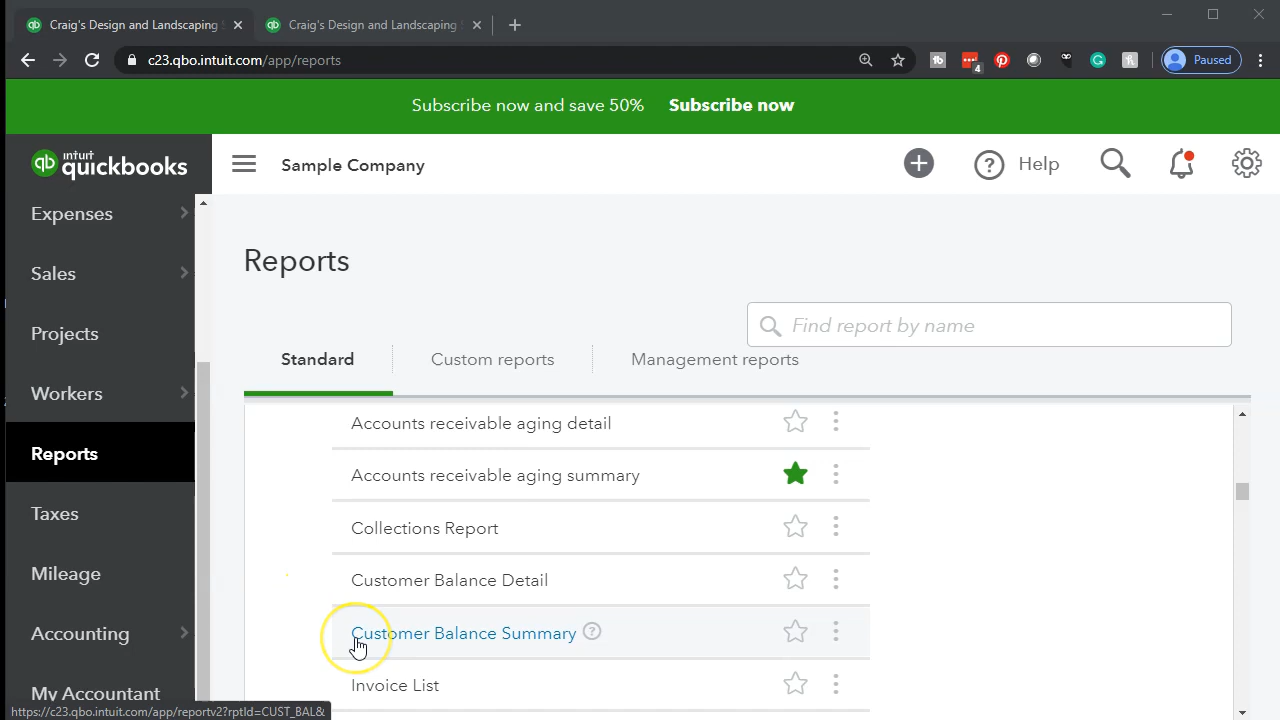 Craig's Design and Landscaping
Craig's Design and Landscaping
c23.qbo.intuit.com/app/reports
4
Paused
Subscribe now and save 50% Subscribe now
intuit
quickbooks
Sample Company
Help
Expenses
Sales
Projects
Workers
Reports
Taxes
Mileage
Accounting
My Accountant
Reports
Find report by name
Standard
Custom reports
Management reports
Accounts receivable aging detail
Accounts receivable aging summary
Collections Report
Customer Balance Detail
Customer Balance Summary
Invoice List
https://c23.qbo.intuit.com/app/reportv2?rptId=CUST_BAL&